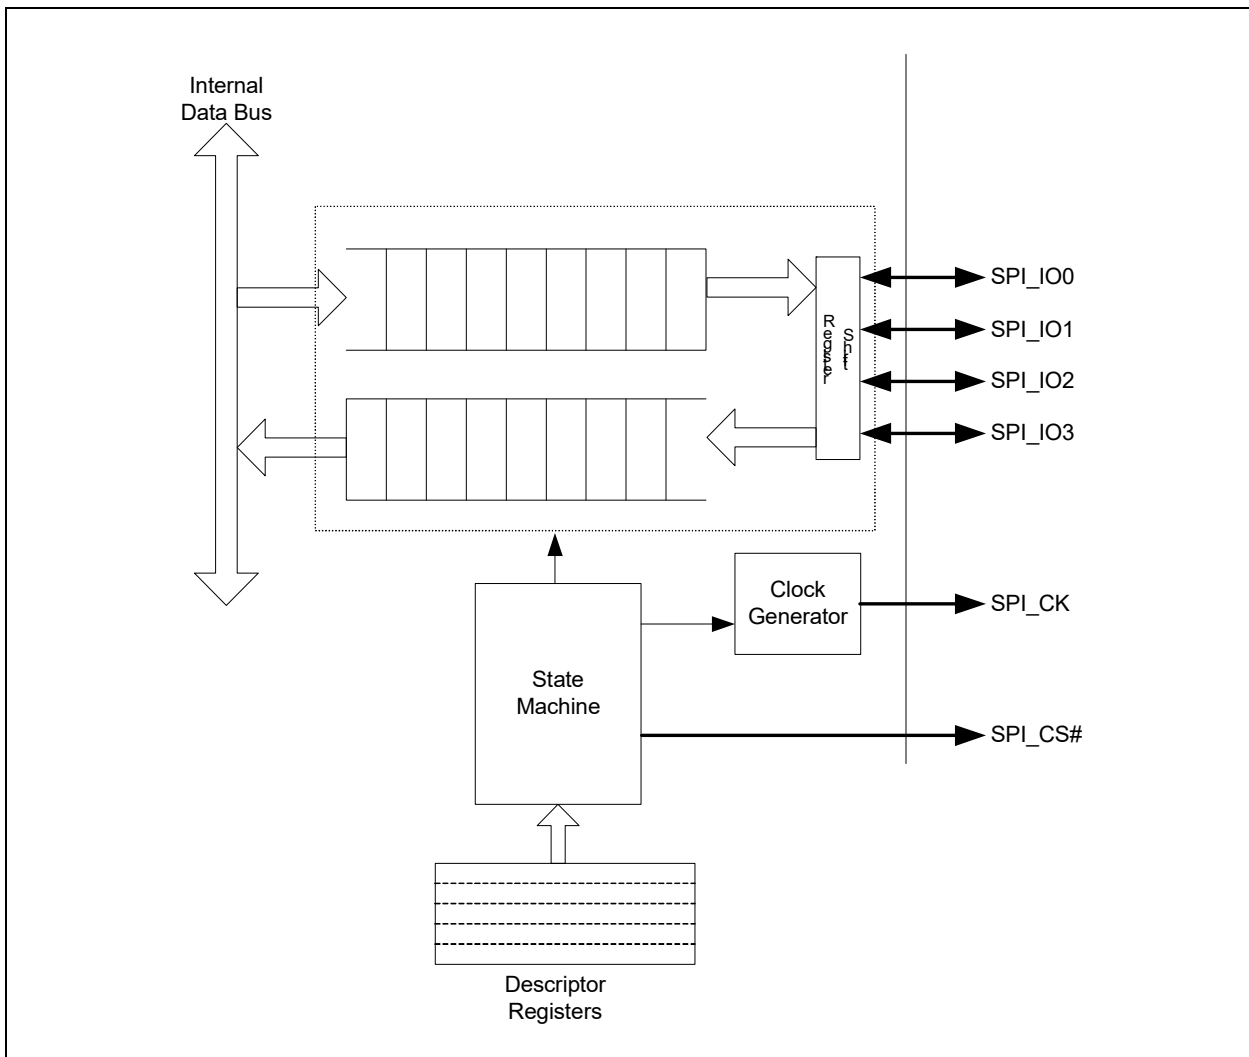 Internal
Data Bus
SPI_IO0
SPI_IO1
SPI_IO2
SPI_IO3
Clock
Generator
SPI_CK
State
Machine
SPI_CS#
Descriptor
Registers